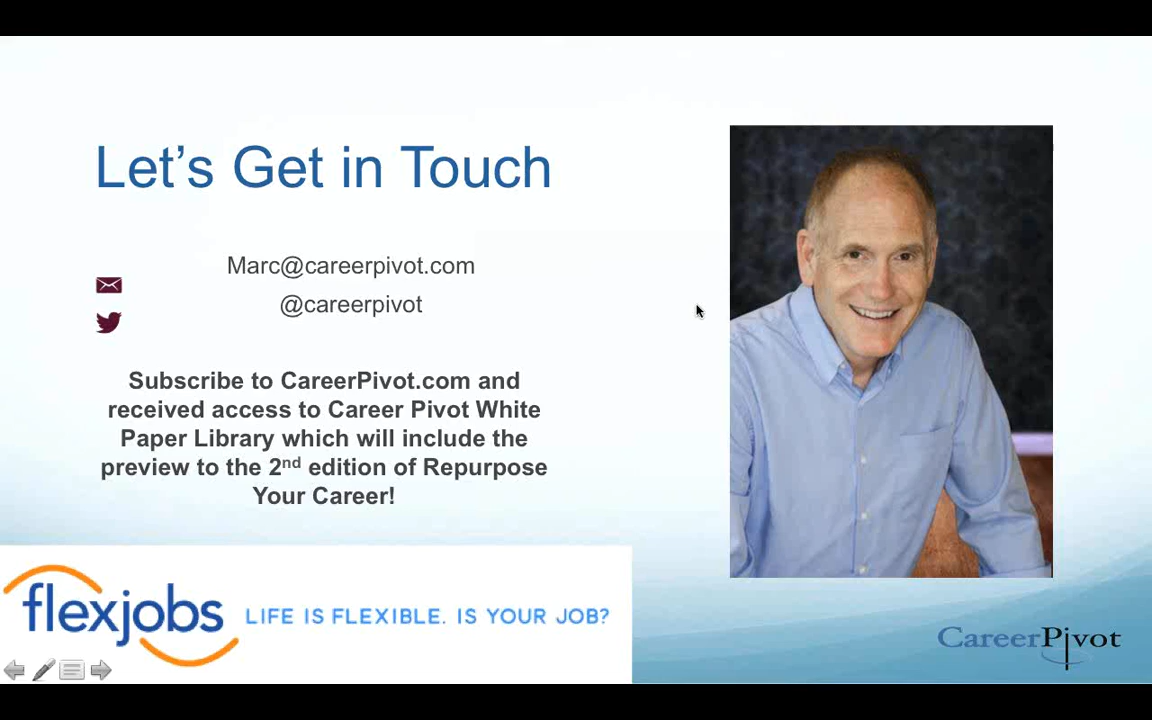 Let's Get in Touch
Marc@careerpivot.com
@careerpivot
Subscribe to CareerPivot.com and
received access to Career Pivot White
Paper Library which will include the
preview to the 2nd edition of Repurpose
Your Career!
flexjobs LIFE IS FLEXIBLE. IS YOUR JOB?
CareerPivot